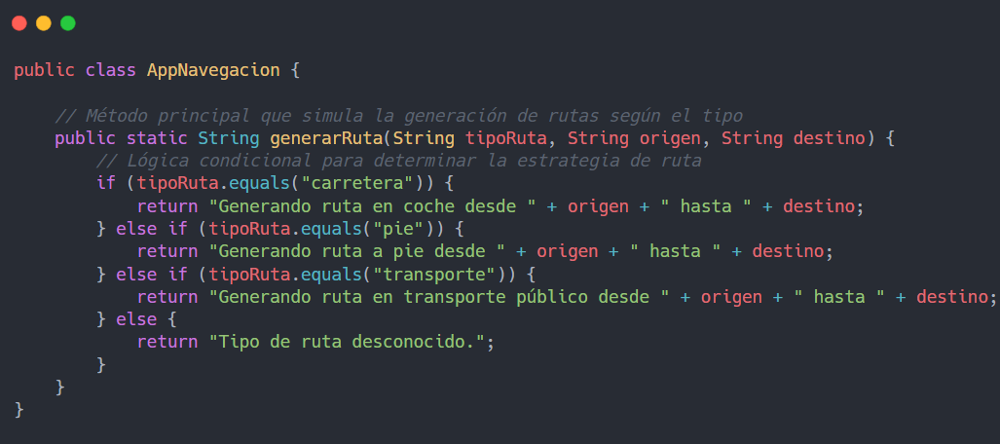 public class AppNavegacion {
    // Método principal que simula la generación de rutas según el tipo
    public static String generarRuta(String tipoRuta, String origen, String destino) {
        // Lógica condicional para determinar la estrategia de ruta
        if (tipoRuta.equals("carretera")) {
            return "Generando ruta en coche desde " + origen + " hasta " + destino;
        } else if (tipoRuta.equals("pie")) {
            return "Generando ruta a pie desde " + origen + " hasta " + destino;
        } else if (tipoRuta.equals("transporte")) {
            return "Generando ruta en transporte público desde " + origen + " hasta " + destino;
        } else {
            return "Tipo de ruta desconocido.";
        }
    }
}